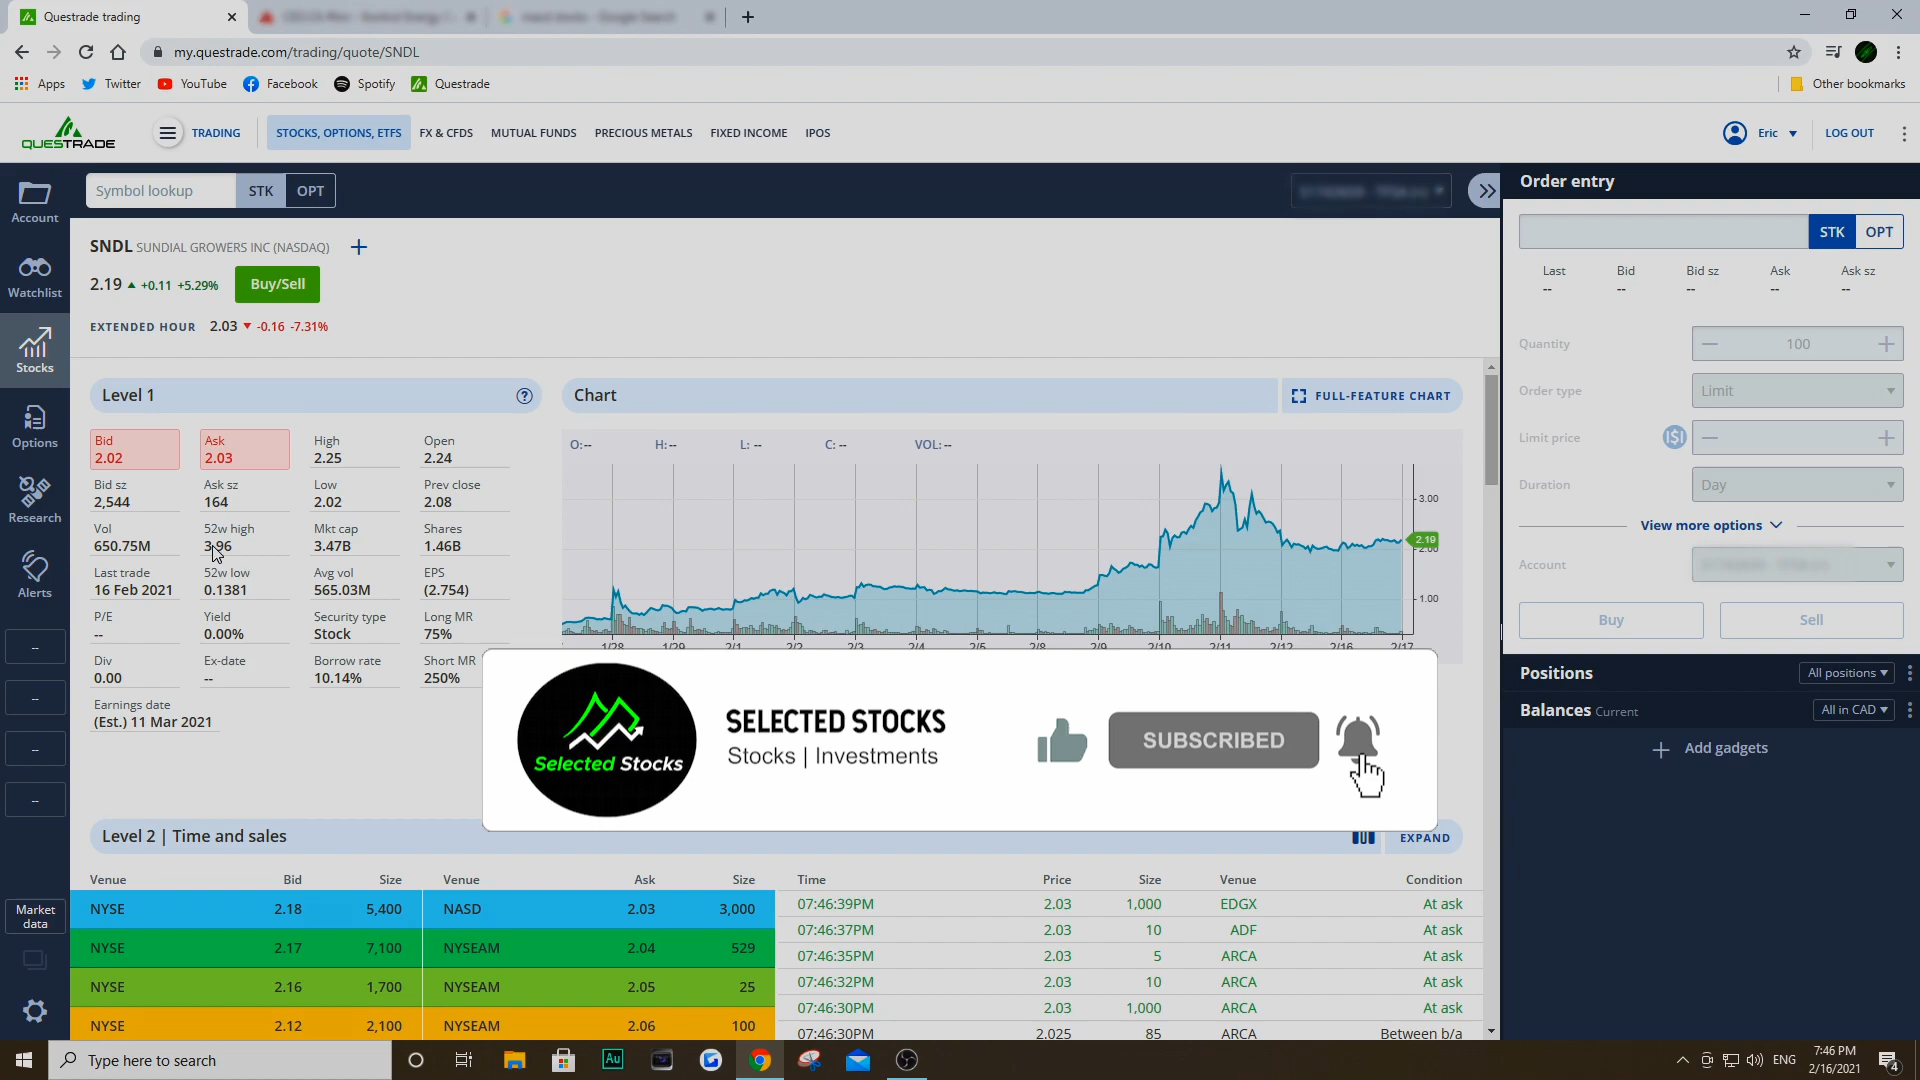 Questrade trading
my.questrade.com/trading/quote/SNDL
Apps Twitter YouTube Facebook Spotify Questrade Other bookmarks
QUESTRADE TRADING STOCKS, OPTIONS, ETFS FX & CFDS MUTUAL FUNDS PRECIOUS METALS FIXED INCOME IPOS Eric LOG OUT
Symbol lookup STK OPT
Order entry
Account
Watchlist
Stocks
Options
Research
Alerts
--
--
--
--
Market
data
SNDL SUNDIAL GROWERS INC (NASDAQ)
2.19 +0.11 +5.29% Buy/Sell
EXTENDED HOUR 2.03 -0.16 -7.31%
Level 1
Bid Ask High Open
2.02 2.03 2.25 2.24
Bid sz Ask sz Low Prev close
2,544 164 2.02 2.08
Vol 52w high Mkt cap Shares
650.75M 3.96 3.47B 1.46B
Last trade 52w low Avg vol EPS
16 Feb 2021 0.1381 565.03M (2.754)
P/E Yield Security type Long MR
-- 0.00% Stock 75%
Div Ex-date Borrow rate Short MR
0.00 -- 10.14% 250%
Earnings date
(Est.) 11 Mar 2021
Chart FULL-FEATURE CHART
O:-- H:-- L: -- C: -- VOL:--
3.00
2.19
2.00
1.00
1/28 1/29 2/1 2/2 2/3 2/4 2/5 2/8 2/9 2/10 2/11 2/12 2/16 2/17
Selected Stocks
SELECTED STOCKS
Stocks | Investments
SUBSCRIBED
Level 2 | Time and sales EXPAND
Venue Bid Size Venue Ask Size Time Price Size Venue Condition
NYSE 2.18 5,400 NASD 2.03 3,000
NYSE 2.17 7,100 NYSEAM 2.04 529
NYSE 2.16 1,700 NYSEAM 2.05 25
NYSE 2.12 2,100 NYSEAM 2.06 100
07:46:39PM 2.03 1,000 EDGX At ask
07:46:37PM 2.03 10 ADF At ask
07:46:35PM 2.03 5 ARCA At ask
07:46:32PM 2.03 10 ARCA At ask
07:46:30PM 2.03 1,000 ARCA At ask
07:46:30PM 2.025 85 ARCA Between b/a
STK OPT
Last Bid Bid sz Ask Ask sz
-- -- -- -- --
Quantity 100
Order type Limit
Limit price
Duration Day
View more options
Account
Buy Sell
Positions All positions
Balances Current All in CAD
Add gadgets
Type here to search
Au
ENG
7:46 PM
2/16/2021
4